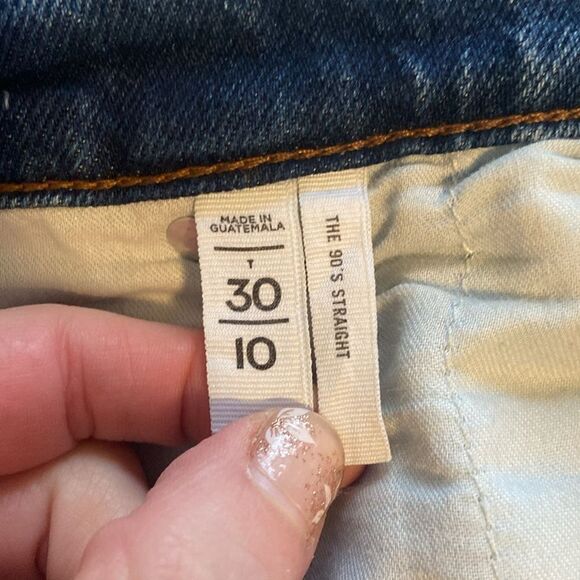 MADE IN
GUATEMALA
T
30
10
THE 90'S STRAIGHT